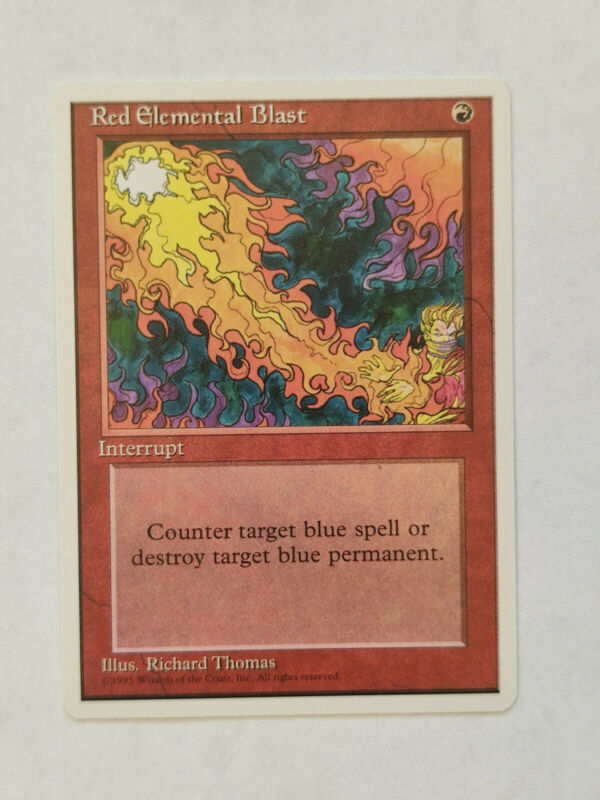 Red Elemental Blast
Interrupt
Counter target blue spell or
destroy target blue permanent.
Illus. Richard Thomas
©1995 Wizards of the Coast, Inc. All rights reserved.